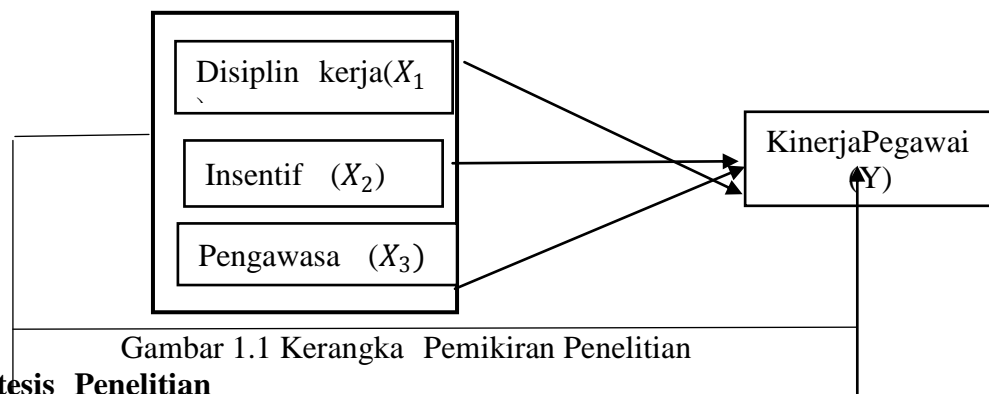 Disiplin kerja(X₁
Insentif (X₂)
Pengawasa (X₃)
KinerjaPegawai
(Y)
Gambar 1.1 Kerangka Pemikiran Penelitian
tesis Penelitian